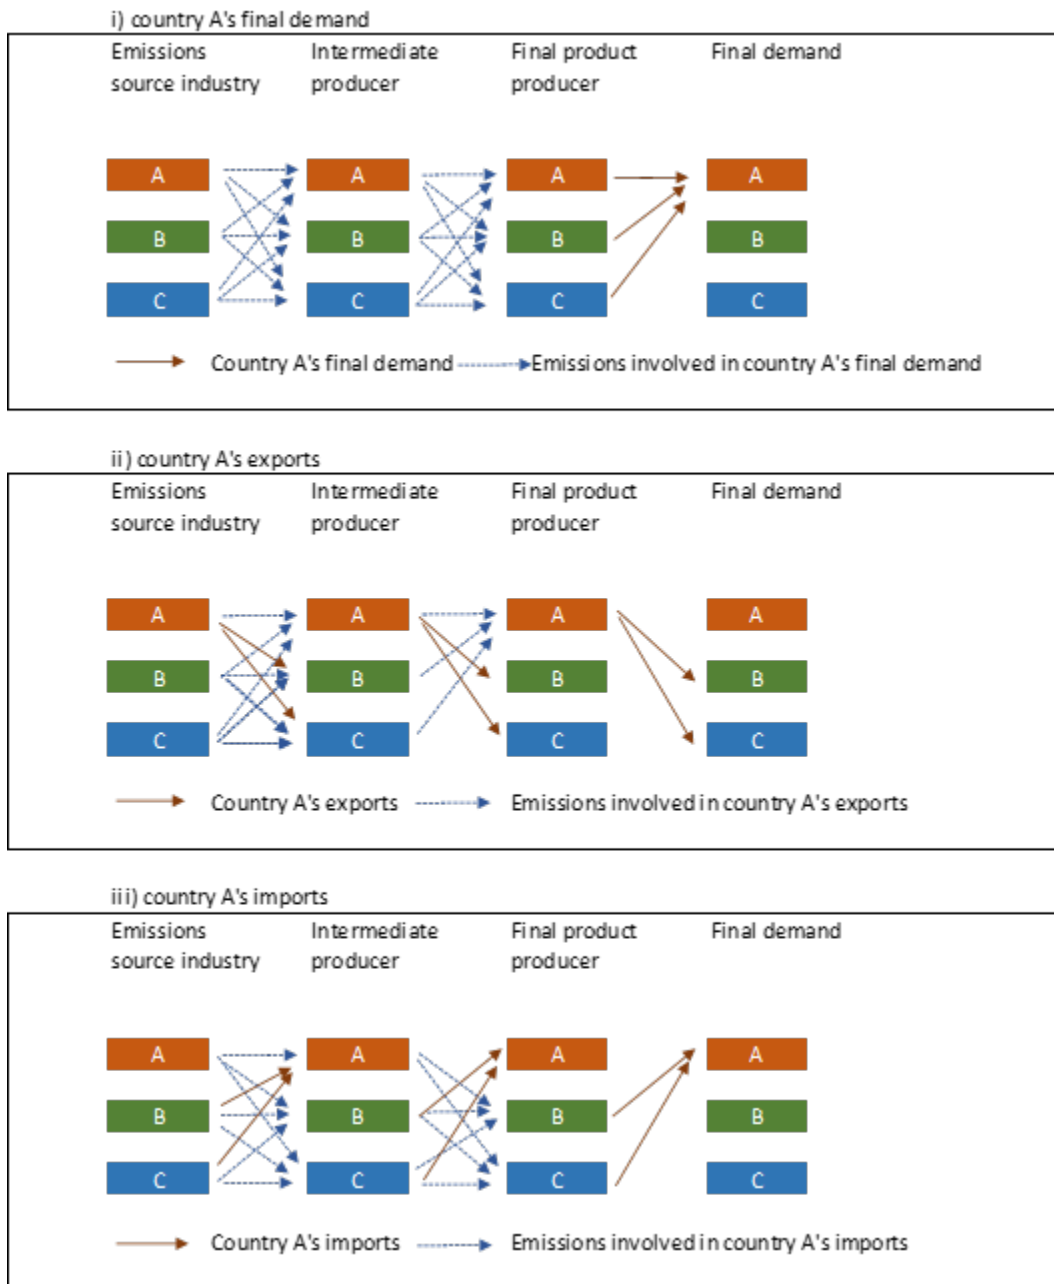 i) country A's final demand
Emissions source industry
Intermediate producer
Final product producer
Final demand
A A A A
B B B B
C C C C
Country A's final demand
Emissions involved in country A's final demand
ii) country A's exports
Emissions source industry
Intermediate producer
Final product producer
Final demand
A A A A
B B B B
C C C C
Country A's exports
Emissions involved in country A's exports
iii) country A's imports
Emissions source industry
Intermediate producer
Final product producer
Final demand
A A A A
B B B B
C C C C
Country A's imports
Emissions involved in country A's imports